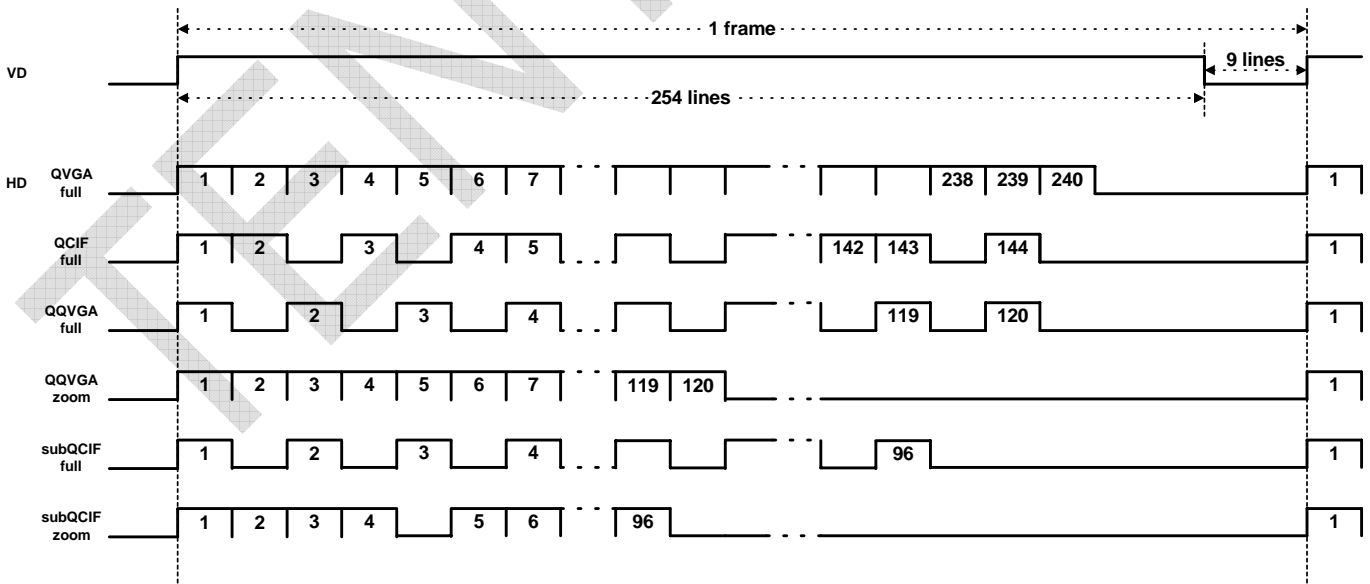 1 frame
VD
9 lines
254 lines
HD
QVGA
full
1 2 3 4 5 6 7 238 239 240 1
QCIF
full
1 2 3 4 5 142 143 144 1
QQVGA
full
1 2 3 4 119 120 1
QQVGA
zoom
1 2 3 4 5 6 7 119 120 1
subQCIF
full
1 2 3 4 96 1
subQCIF
zoom
1 2 3 4 5 6 96 1